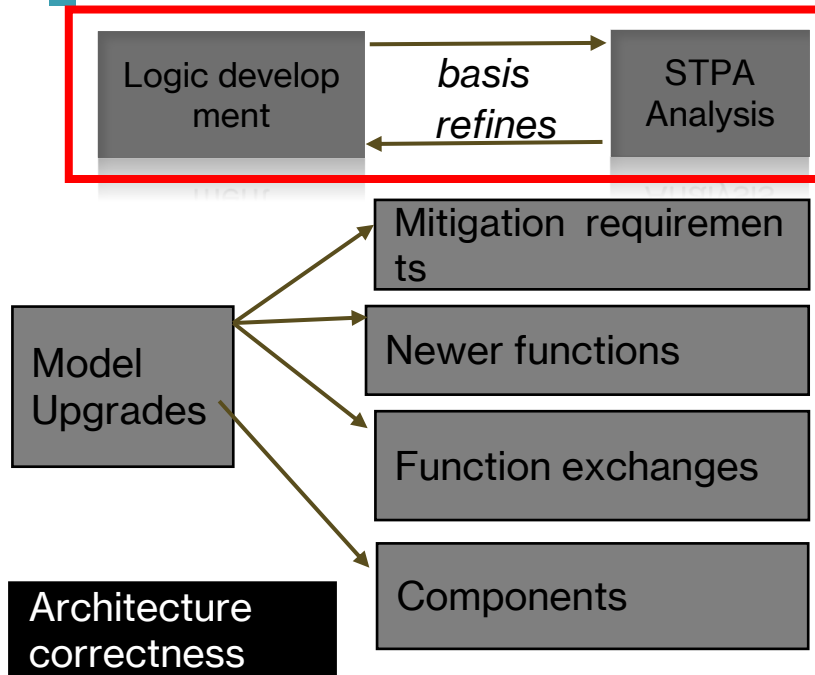 Logic develop
ment
basis
refines
STPA
Analysis
Mitigation requiremen
ts
Model
Upgrades
Newer functions
Function exchanges
Components
Architecture
correctness